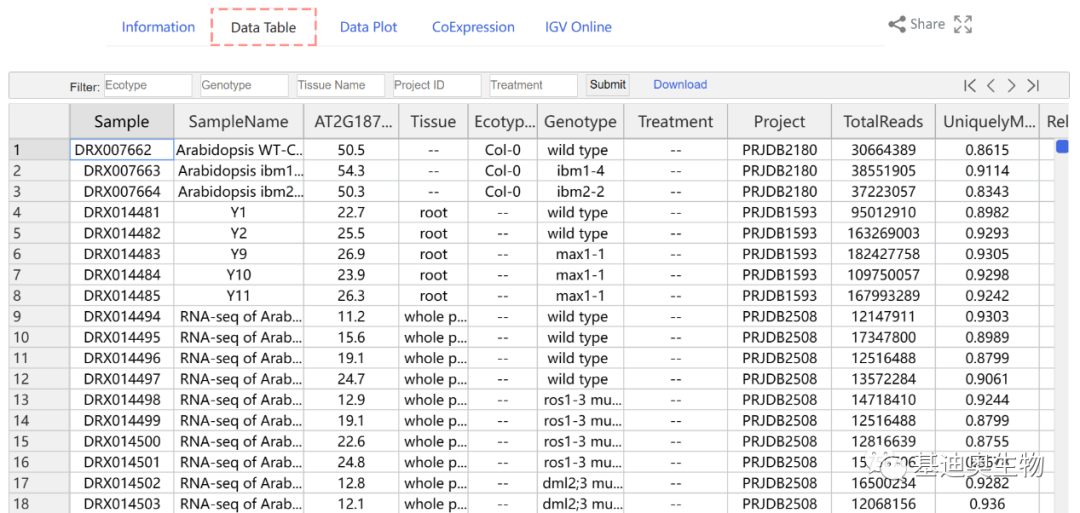 Information Data Table Data Plot CoExpression IGV Online Share
Filter: Ecotype Genotype Tissue Name Project ID Treatment Submit Download
Sample SampleName AT2G187... Tissue Ecotyp... Genotype Treatment Project TotalReads UniquelyM... Rel
1 DRX007662 Arabidopsis WT-C... 50.5 -- Col-0 wild type -- PRJDB2180 30664389 0.8615
2 DRX007663 Arabidopsis ibm1... 54.3 -- Col-0 ibm1-4 -- PRJDB2180 38551905 0.9114
3 DRX007664 Arabidopsis ibm2... 50.3 -- Col-0 ibm2-2 -- PRJDB2180 37223057 0.8343
4 DRX014481 Y1 22.7 root -- wild type -- PRJDB1593 95012910 0.8982
5 DRX014482 Y2 25.5 root -- wild type -- PRJDB1593 163269003 0.9293
6 DRX014483 Y9 26.9 root -- max1-1 -- PRJDB1593 182427758 0.9305
7 DRX014484 Y10 23.9 root -- max1-1 -- PRJDB1593 109750057 0.9298
8 DRX014485 Y11 26.3 root -- max1-1 -- PRJDB1593 167993289 0.9242
9 DRX014494 RNA-seq of Arab... 11.2 whole p... -- wild type -- PRJDB2508 12147911 0.9303
10 DRX014495 RNA-seq of Arab... 15.6 whole p... -- wild type -- PRJDB2508 17347800 0.8989
11 DRX014496 RNA-seq of Arab... 19.1 whole p... -- wild type -- PRJDB2508 12516488 0.8799
12 DRX014497 RNA-seq of Arab... 24.7 whole p... -- wild type -- PRJDB2508 13572284 0.9061
13 DRX014498 RNA-seq of Arab... 12.9 whole p... -- ros1-3 mu... -- PRJDB2508 14718410 0.9244
14 DRX014499 RNA-seq of Arab... 19.1 whole p... -- ros1-3 mu... -- PRJDB2508 12516488 0.8799
15 DRX014500 RNA-seq of Arab... 22.6 whole p... -- ros1-3 mu... -- PRJDB2508 12816639 0.8755
16 DRX014501 RNA-seq of Arab... 24.8 whole p... -- ros1-3 mu... -- PRJDB2508
基迪奥生物
17 DRX014502 RNA-seq of Arab... 12.8 whole p... -- dml2;3 mu... -- PRJDB2508 16500234 0.9282
18 DRX014503 RNA-seq of Arab... 12.1 whole p... -- dml2;3 mu... -- PRJDB2508 12068156 0.936